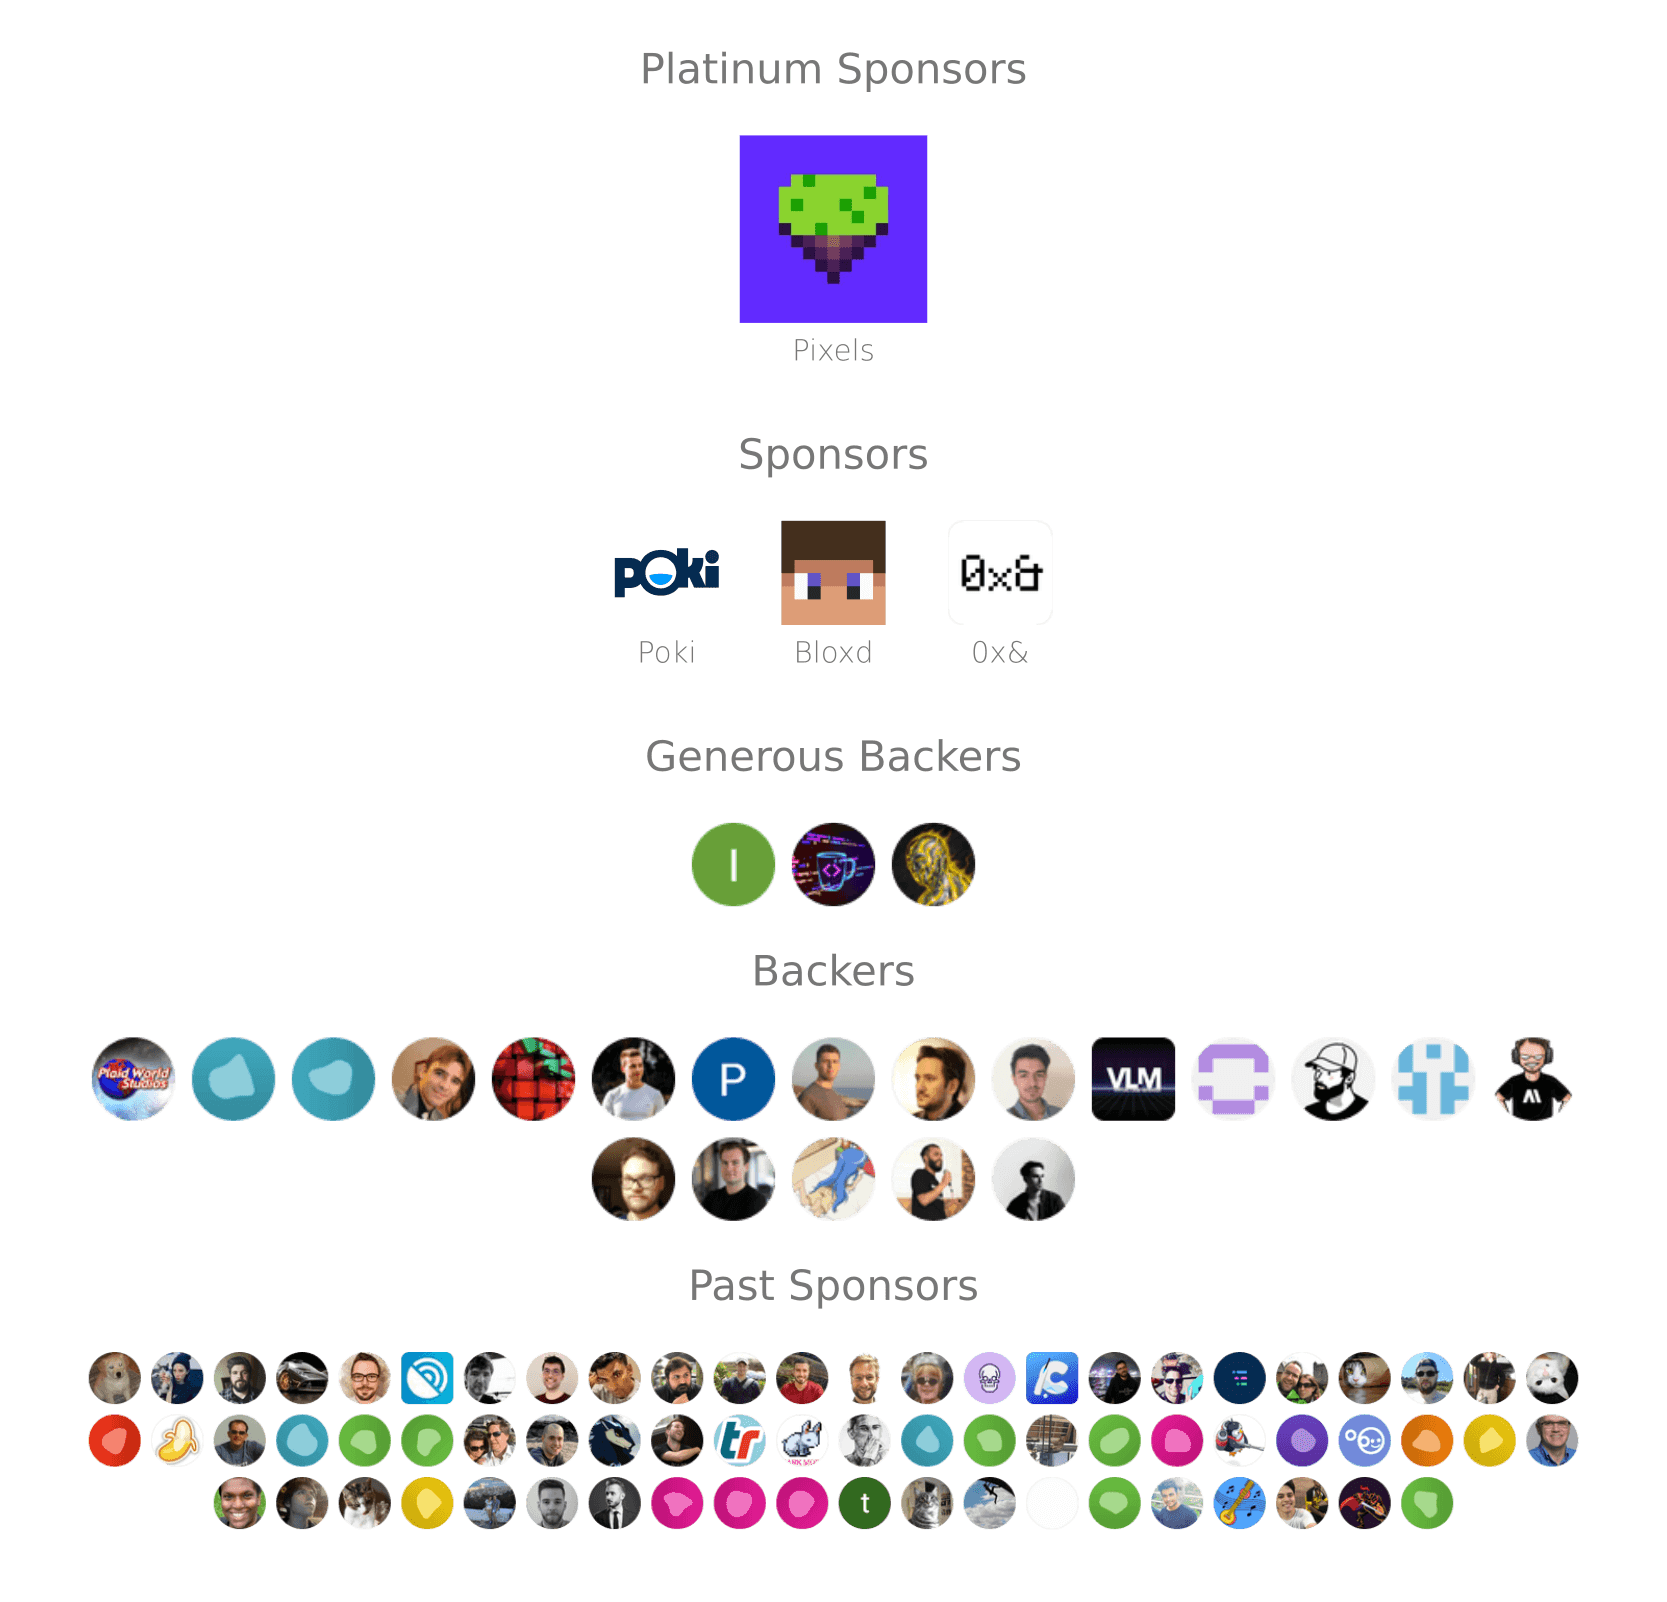 Platinum Sponsors
Pixels
Sponsors
poki
0x&
Poki
Bloxd
0x&
Generous Backers
I
Backers
Plaid World
Studios
P
VLM
Past Sponsors
tr
t